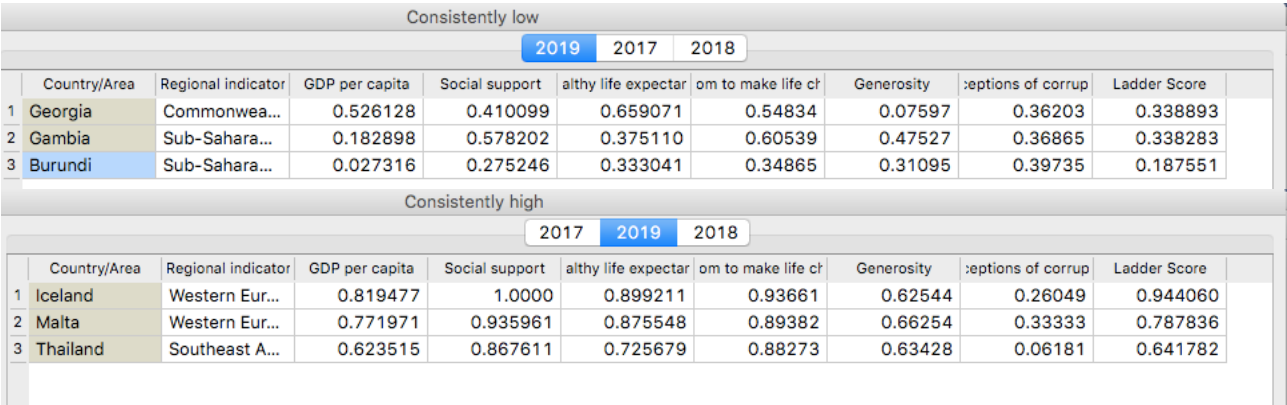 Consistently low
2019 2017 2018
Country/Area Regional indicator GDP per capita Social support althy life expectar om to make life ch Generosity :eptions of corrup Ladder Score
1 Georgia Commonwea... 0.526128 0.410099 0.659071 0.54834 0.07597 0.36203 0.338893
2 Gambia Sub-Sahara... 0.182898 0.578202 0.375110 0.60539 0.47527 0.36865 0.338283
3 Burundi Sub-Sahara... 0.027316 0.275246 0.333041 0.34865 0.31095 0.39735 0.187551
Consistently high
2017 2019 2018
Country/Area Regional indicator GDP per capita Social support althy life expectar om to make life ch Generosity :eptions of corrup Ladder Score
1 Iceland Western Eur... 0.819477 1.0000 0.899211 0.93661 0.62544 0.26049 0.944060
2 Malta Western Eur... 0.771971 0.935961 0.875548 0.89382 0.66254 0.33333 0.787836
3 Thailand Southeast A... 0.623515 0.867611 0.725679 0.88273 0.63428 0.06181 0.641782